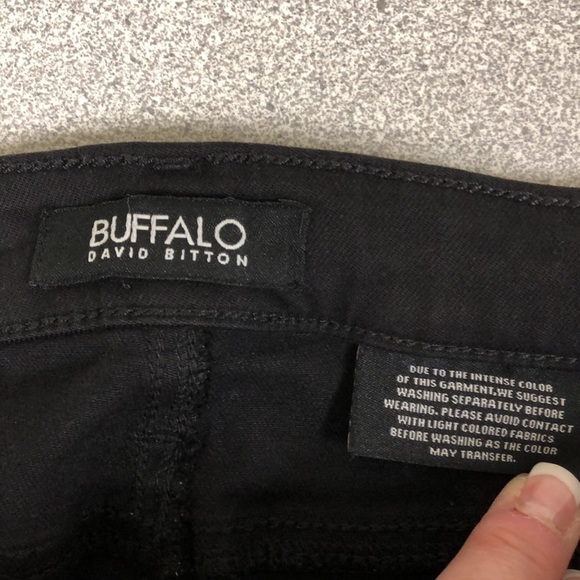 BUFFALO
DAVID BITTON
DUE TO THE INTENSE COLOR
OF THIS GARMENT,WE SUGGEST
WASHING SEPARATELY BEFORE
WEARING. PLEASE AVOID CONTACT
WITH LIGHT COLORED FABRICS
BEFORE WASHING AS THE COLOR
MAY TRANSFER.